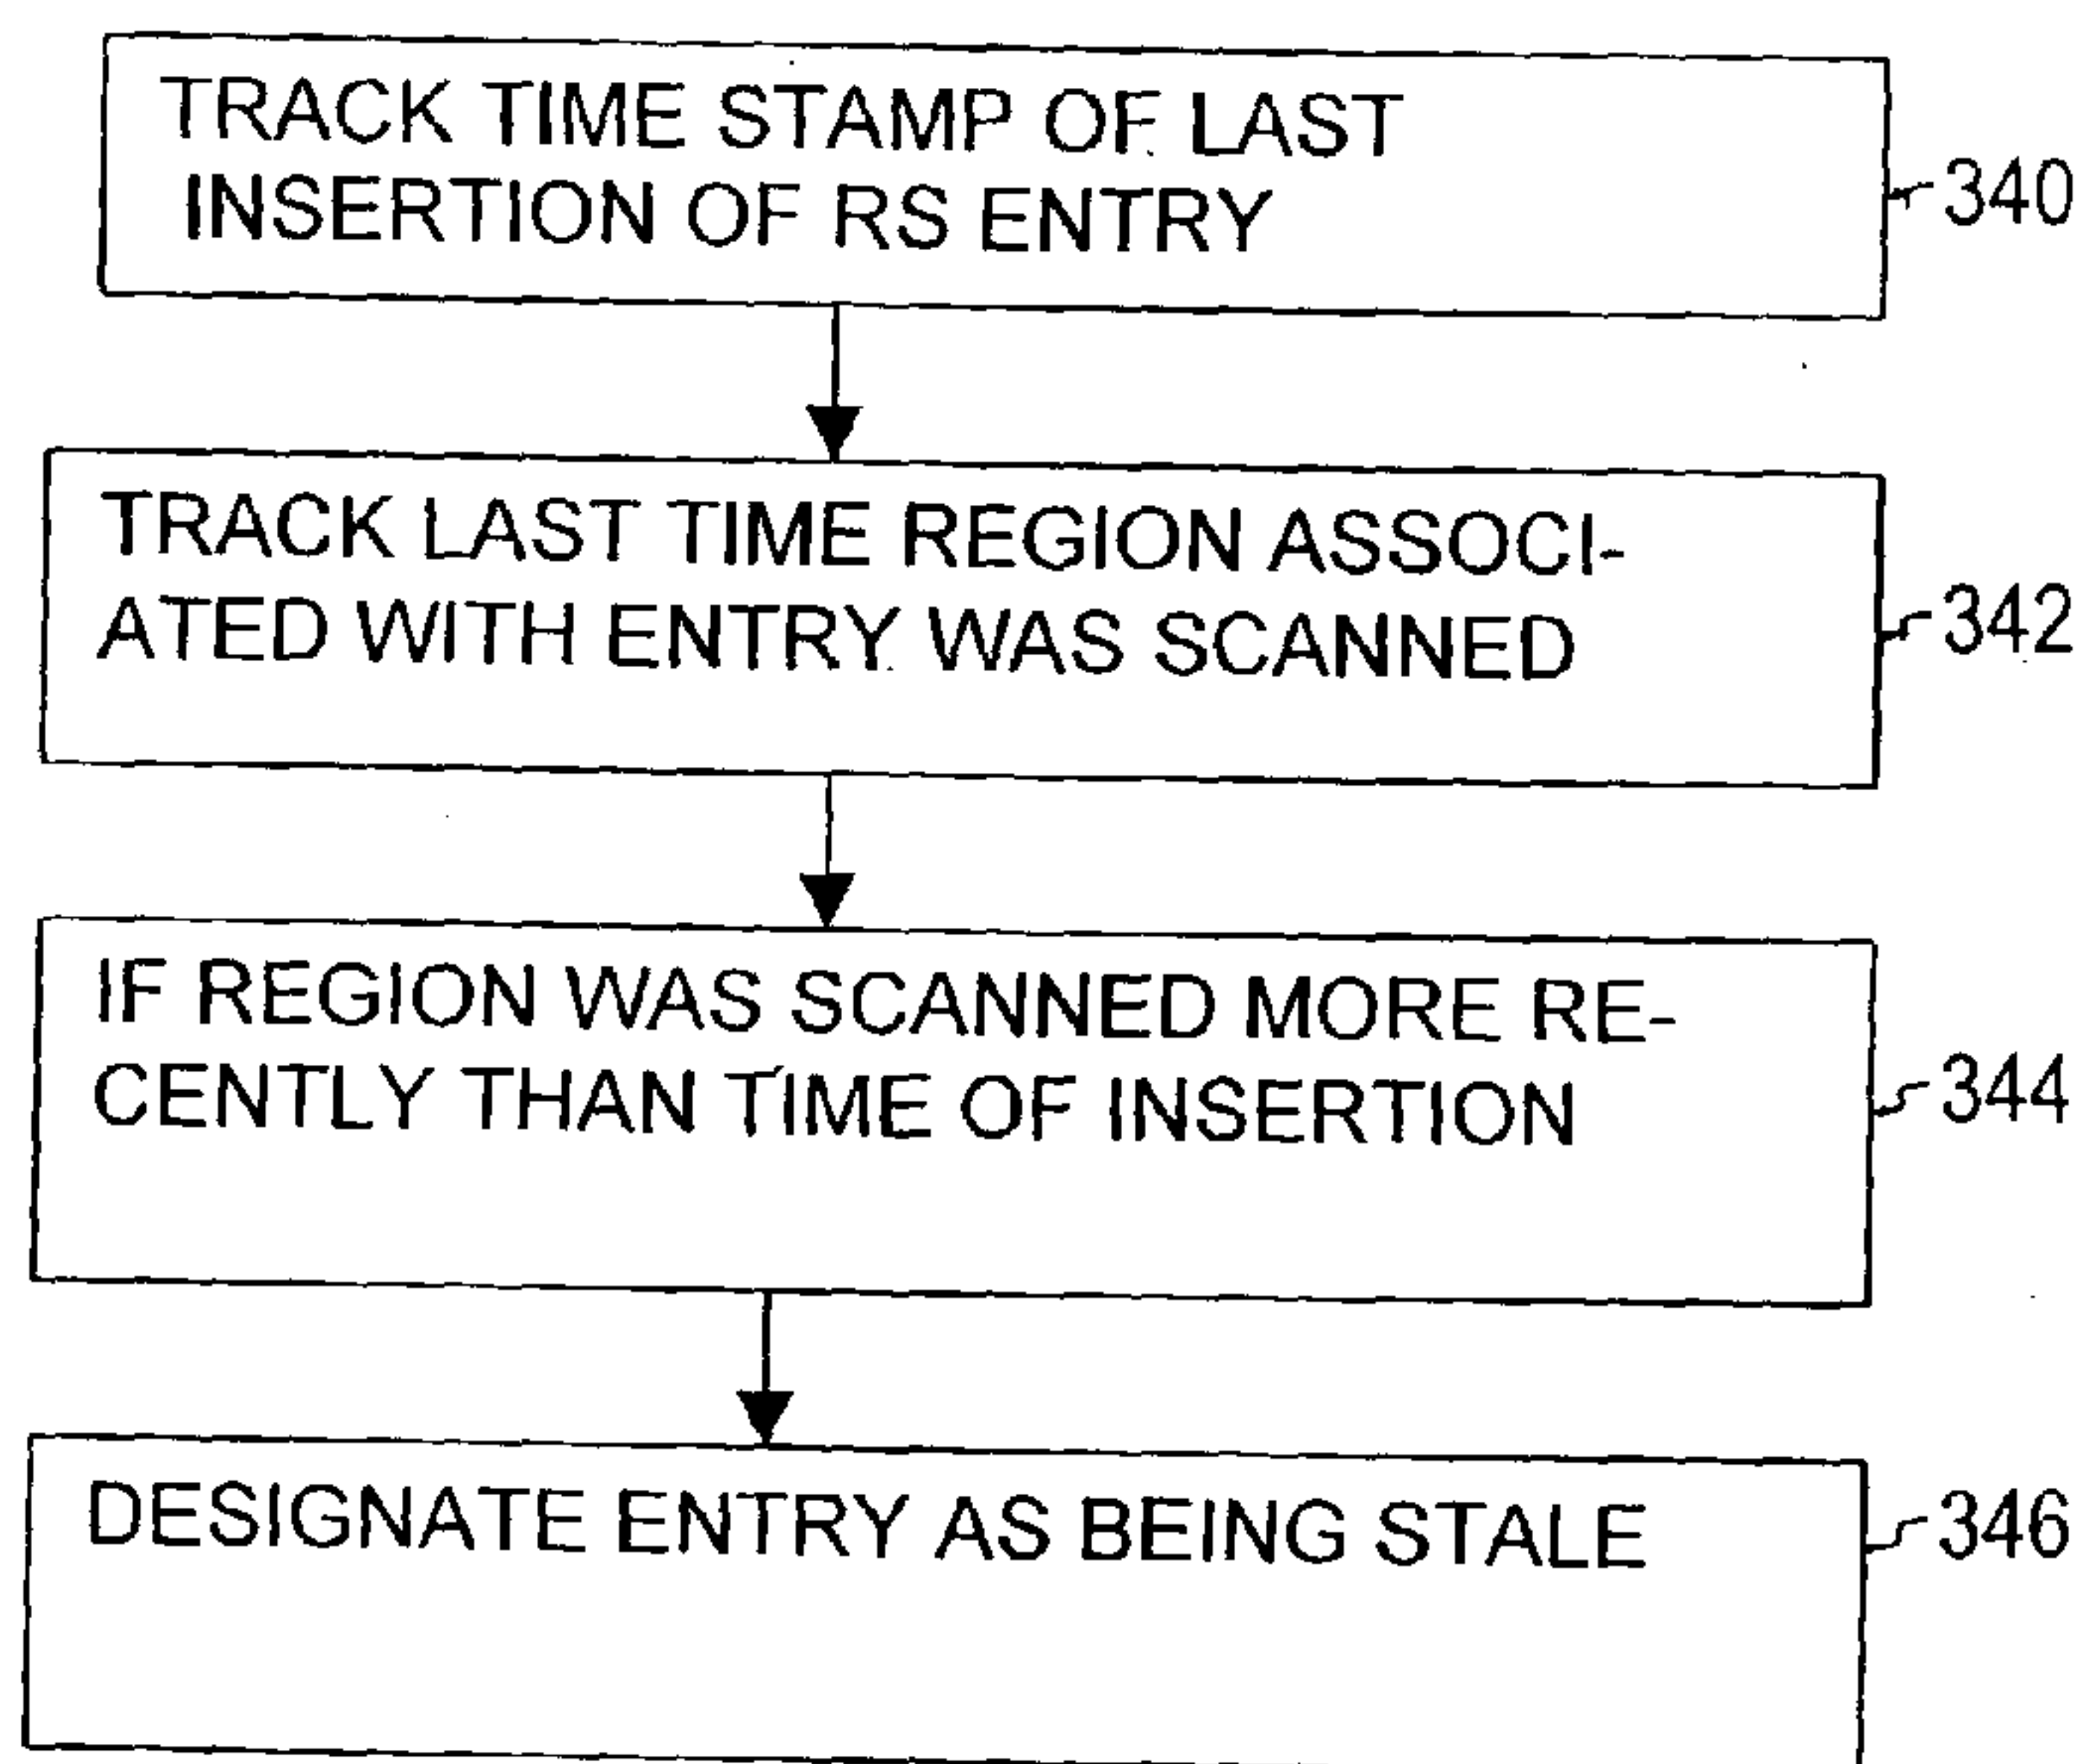 TRACK TIME STAMP OF LAST
INSERTION OF RS ENTRY
340
TRACK LAST TIME REGION ASSOCI-
ATED WITH ENTRY WAS SCANNED
342
IF REGION WAS SCANNED MORE RE-
CENTLY THAN TIME OF INSERTION
344
DESIGNATE ENTRY AS BEING STALE
346